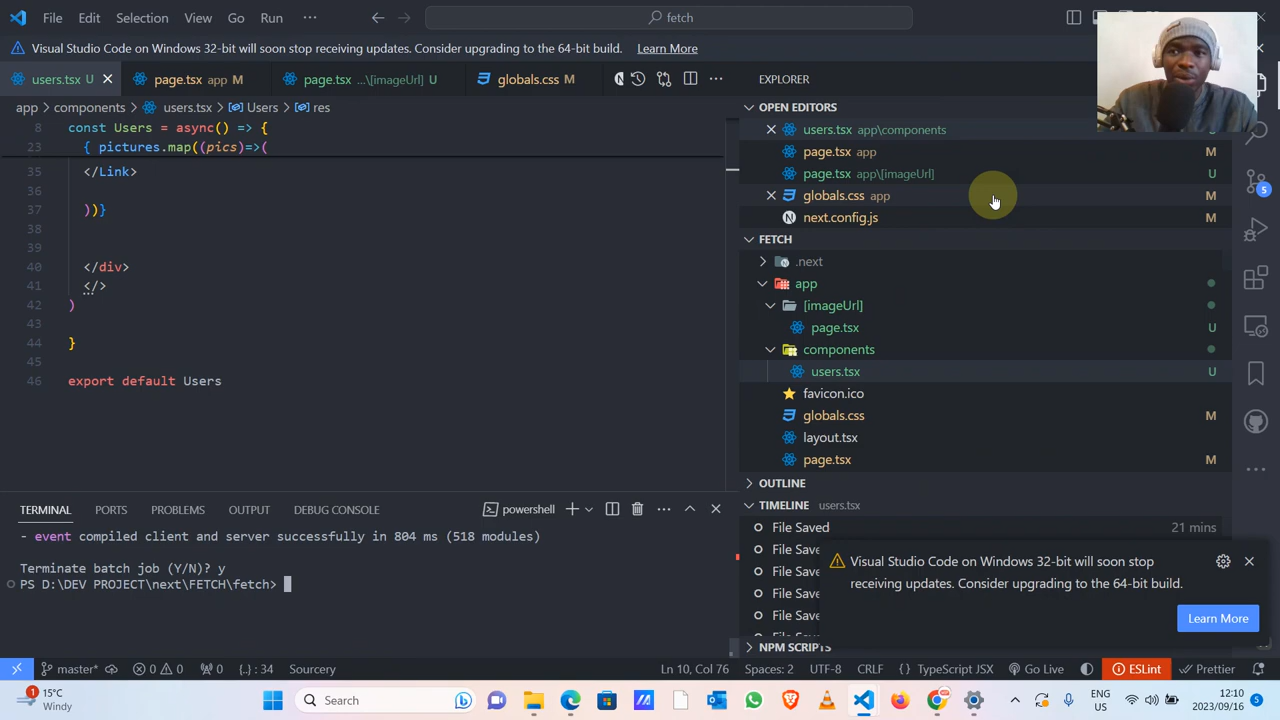 File Edit Selection View Go Run ··· fetch
Visual Studio Code on Windows 32-bit will soon stop receiving updates. Consider upgrading to the 64-bit build. Learn More
users.tsx U page.tsx app M page.tsx ...\[imageUrl] U globals.css M
EXPLORER
app > components > users.tsx > Users > res
OPEN EDITORS
users.tsx app\components
page.tsx app M
page.tsx app\[imageUrl] U
globals.css app M
next.config.js M
FETCH
.next
app
[imageUrl]
page.tsx U
components
users.tsx U
favicon.ico
globals.css M
layout.tsx
page.tsx M
OUTLINE
TIMELINE users.tsx
File Saved 21 mins
File Save
File Save
File Save
File Save
NPM SCRIPTS
8 const Users = async() => {
23 { pictures.map((pics)=>(
35 </Link>
36
37 ))}
38
39
40 </div>
41 </>
42 )
43
44 }
45
46 export default Users
TERMINAL PORTS PROBLEMS OUTPUT DEBUG CONSOLE powershell
- event compiled client and server successfully in 804 ms (518 modules)
Terminate batch job (Y/N)? y
PS D:\DEV PROJECT\next\FETCH\fetch>
Visual Studio Code on Windows 32-bit will soon stop
receiving updates. Consider upgrading to the 64-bit build.
Learn More
master* 0 0 0 {..}: 34 Sourcery Ln 10, Col 76 Spaces: 2 UTF-8 CRLF {} TypeScript JSX Go Live ESLint Prettier
1 15°C
Windy
Search
ENG
US
12:10
2023/09/16
5